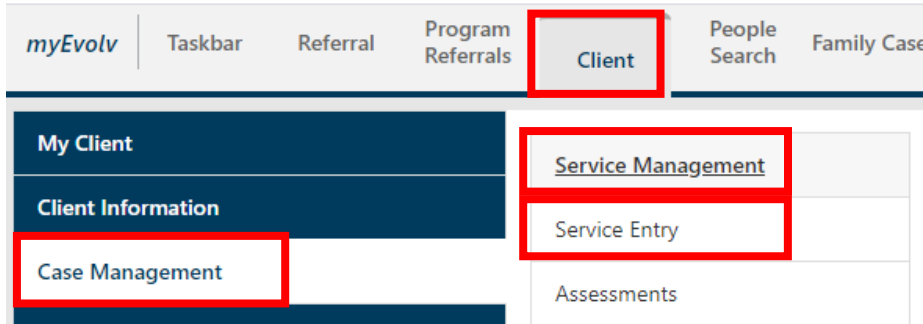 myEvolv Taskbar Referral Program Referrals Client People Search Family Case
My Client
Client Information
Case Management
Service Management
Service Entry
Assessments